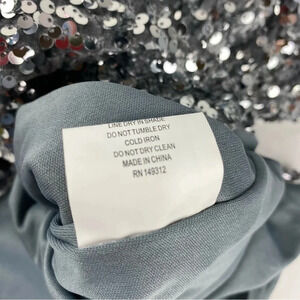 LINE DRY IN SHADE
DO NOT TUMBLE DRY
COLD IRON
DO NOT DRY CLEAN
MADE IN CHINA
RN 149312